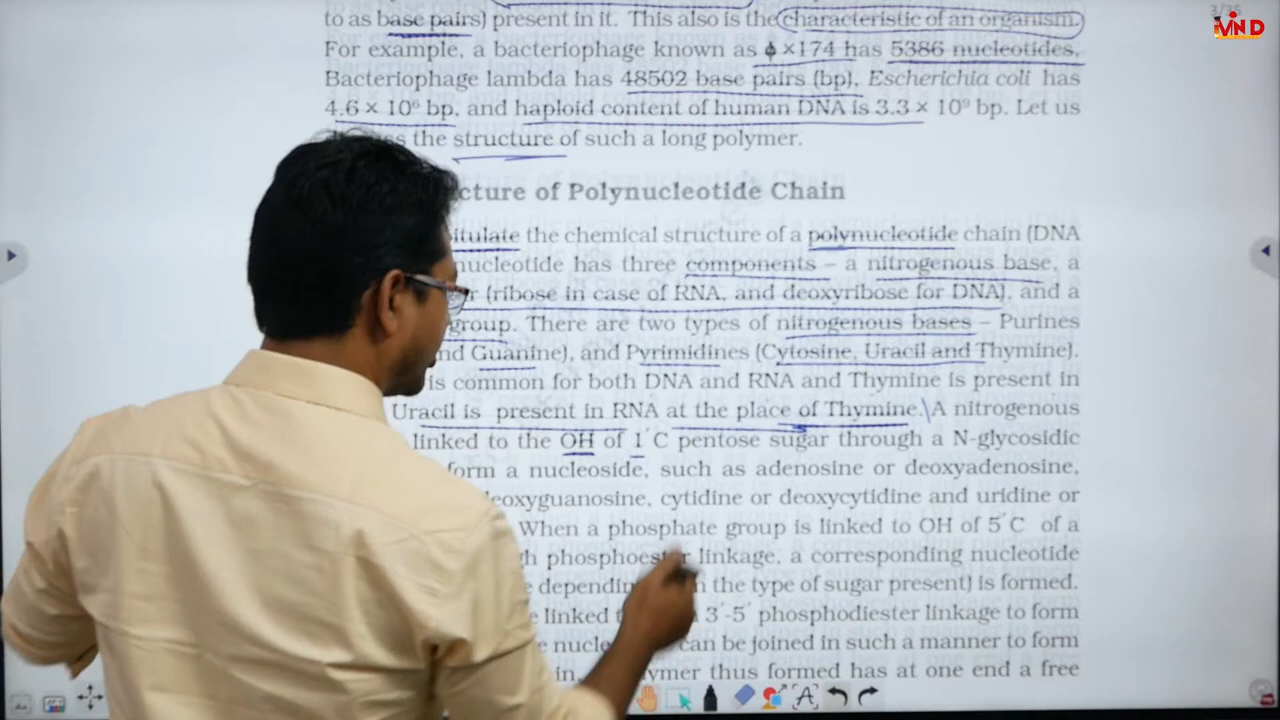 3/36
MIND
to as base pairs) present in it. This also is the characteristic of an organism.
For example, a bacteriophage known as ϕ ×174 has 5386 nucleotides,
Bacteriophage lambda has 48502 base pairs (bp), Escherichia coli has
4.6 × 10⁶ bp, and haploid content of human DNA is 3.3 × 10⁹ bp. Let us
the structure of such a long polymer.
cture of Polynucleotide Chain
itulate the chemical structure of a polynucleotide chain (DNA
nucleotide has three components – a nitrogenous base, a
r (ribose in case of RNA, and deoxyribose for DNA), and a
group. There are two types of nitrogenous bases – Purines
nd Guanine), and Pyrimidines (Cytosine, Uracil and Thymine).
is common for both DNA and RNA and Thymine is present in
Uracil is present in RNA at the place of Thymine. A nitrogenous
linked to the OH of 1′C pentose sugar through a N-glycosidic
form a nucleoside, such as adenosine or deoxyadenosine,
eoxyguanosine, cytidine or deoxycytidine and uridine or
When a phosphate group is linked to OH of 5′C of a
gh phosphoester linkage, a corresponding nucleotide
e depending the type of sugar present) is formed.
e linked 3′-5′ phosphodiester linkage to form
e nucle can be joined in such a manner to form
in. ymer thus formed has at one end a free